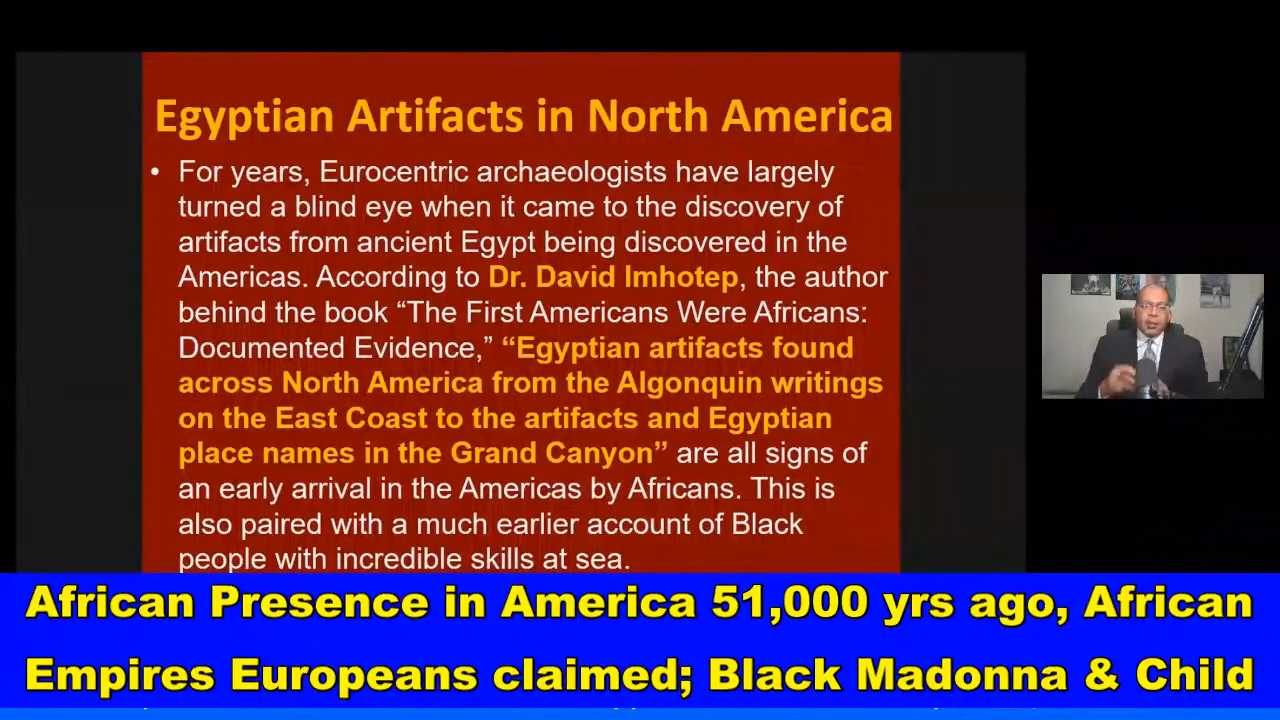 Egyptian Artifacts in North America
• For years, Eurocentric archaeologists have largely
turned a blind eye when it came to the discovery of
artifacts from ancient Egypt being discovered in the
Americas. According to Dr. David Imhotep, the author
behind the book “The First Americans Were Africans:
Documented Evidence,” “Egyptian artifacts found
across North America from the Algonquin writings
on the East Coast to the artifacts and Egyptian
place names in the Grand Canyon” are all signs of
an early arrival in the Americas by Africans. This is
also paired with a much earlier account of Black
people with incredible skills at sea.
African Presence in America 51,000 yrs ago, African
Empires Europeans claimed; Black Madonna & Child